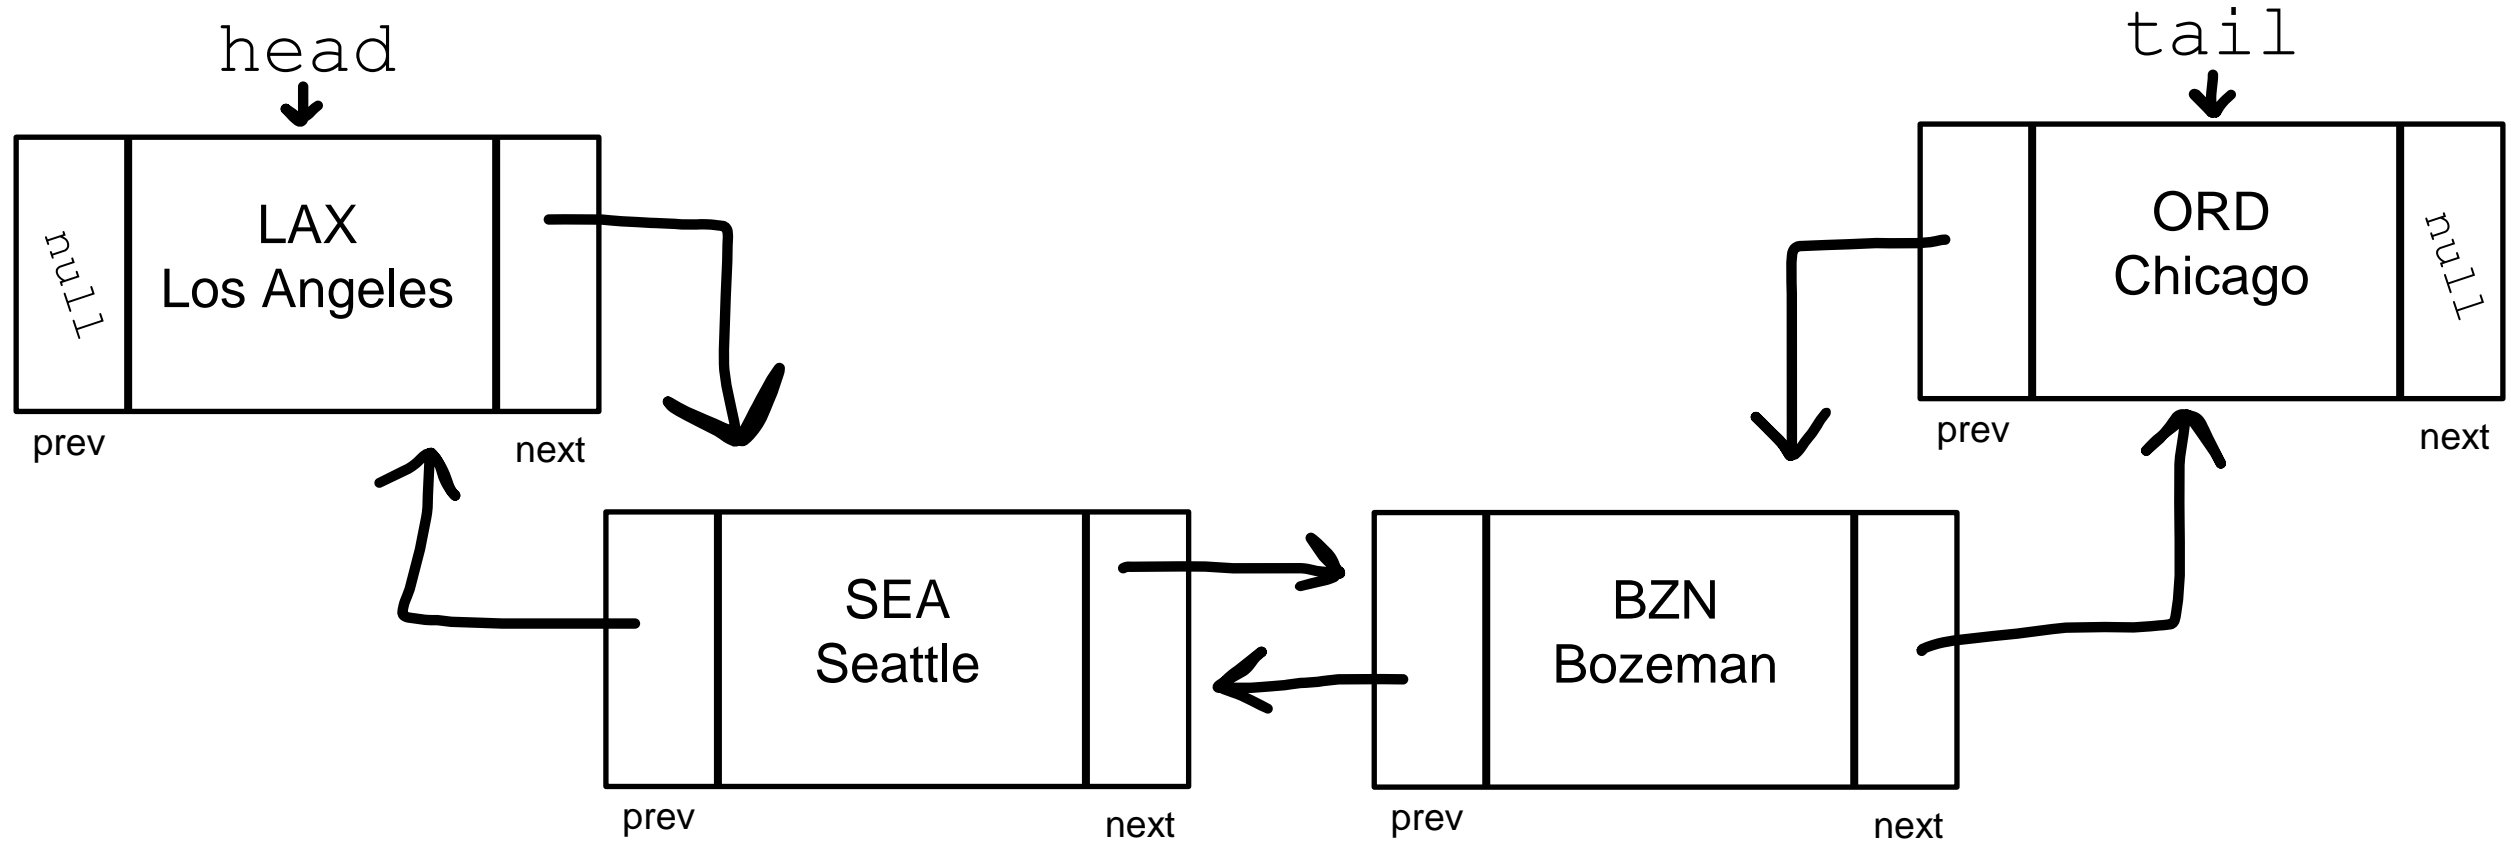 head
tail
null
LAX
Los Angeles
prev
next
ORD
Chicago
null
prev
next
SEA
Seattle
prev
next
BZN
Bozeman
prev
next